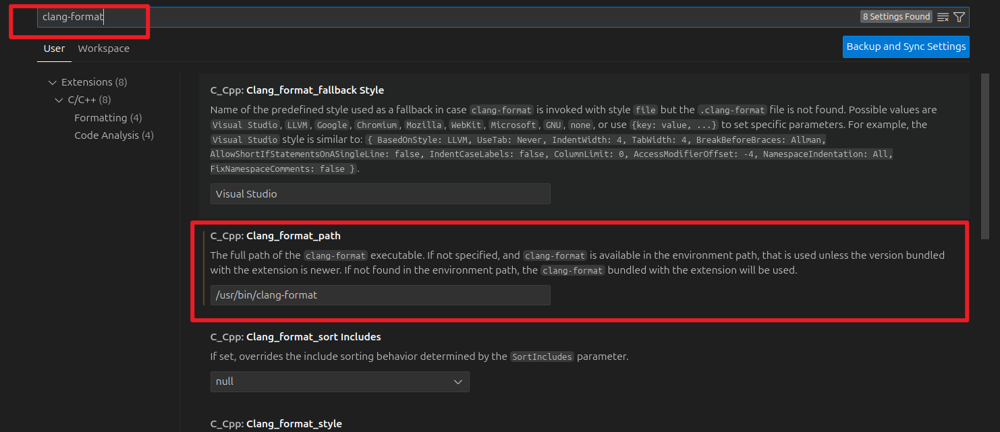 clang-format
8 Settings Found
User Workspace
Backup and Sync Settings
Extensions (8)
C/C++ (8)
Formatting (4)
Code Analysis (4)
C_Cpp: Clang_format_fallback Style
Name of the predefined style used as a fallback in case clang-format is invoked with style file but the .clang-format file is not found. Possible values are
Visual Studio, LLVM, Google, Chromium, Mozilla, WebKit, Microsoft, GNU, none, or use {key: value, ...} to set specific parameters. For example, the
Visual Studio style is similar to: { BasedOnStyle: LLVM, UseTab: Never, IndentWidth: 4, TabWidth: 4, BreakBeforeBraces: Allman,
AllowShortIfStatementsOnASingleLine: false, IndentCaseLabels: false, ColumnLimit: 0, AccessModifierOffset: -4, NamespaceIndentation: All,
FixNamespaceComments: false }.
Visual Studio
C_Cpp: Clang_format_path
The full path of the clang-format executable. If not specified, and clang-format is available in the environment path, that is used unless the version bundled
with the extension is newer. If not found in the environment path, the clang-format bundled with the extension will be used.
/usr/bin/clang-format
C_Cpp: Clang_format_sort Includes
If set, overrides the include sorting behavior determined by the SortIncludes parameter.
null
C_Cpp: Clang_format_style